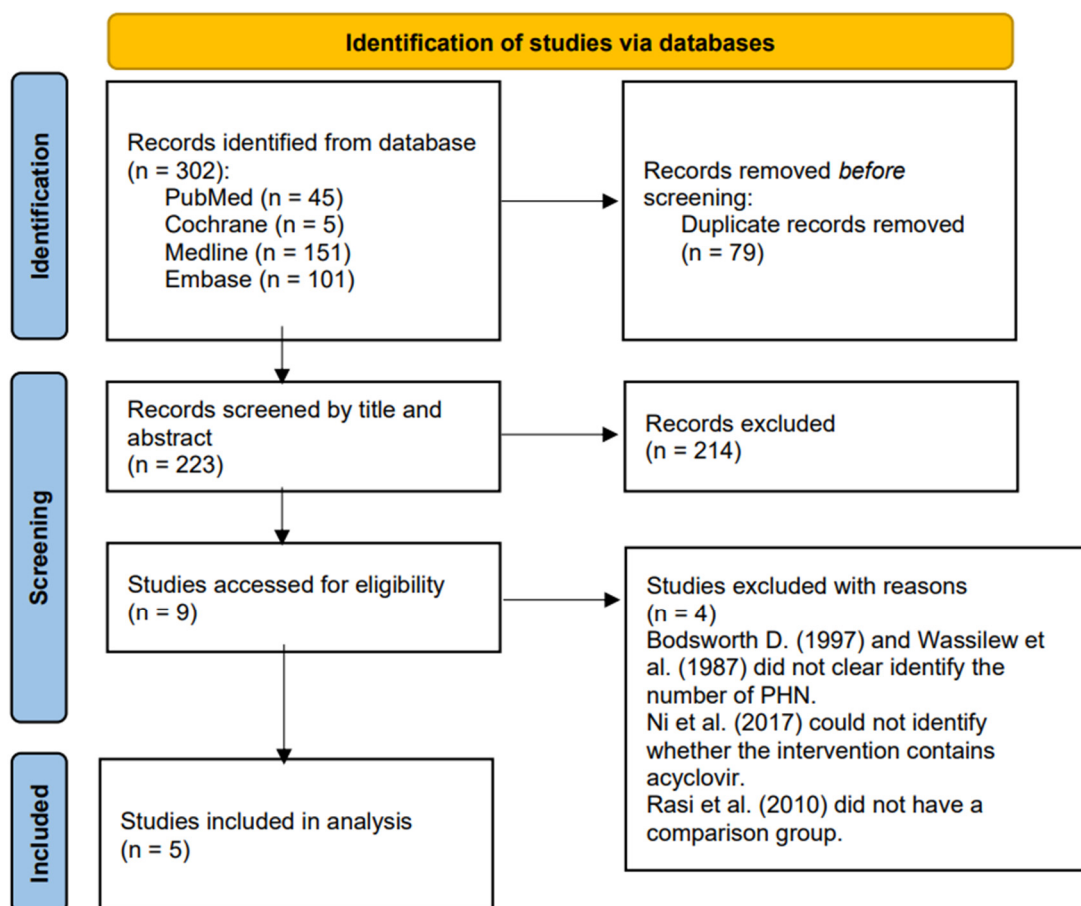 Identification of studies via databases
Identification
Records identified from database
(n = 302):
PubMed (n = 45)
Cochrane (n = 5)
Medline (n = 151)
Embase (n = 101)
Records removed before
screening:
Duplicate records removed
(n = 79)
Screening
Records screened by title and
abstract
(n = 223)
Records excluded
(n = 214)
Studies accessed for eligibility
(n = 9)
Studies excluded with reasons
(n = 4)
Bodsworth D. (1997) and Wassilew et
al. (1987) did not clear identify the
number of PHN.
Ni et al. (2017) could not identify
whether the intervention contains
acyclovir.
Rasi et al. (2010) did not have a
comparison group.
Included
Studies included in analysis
(n = 5)